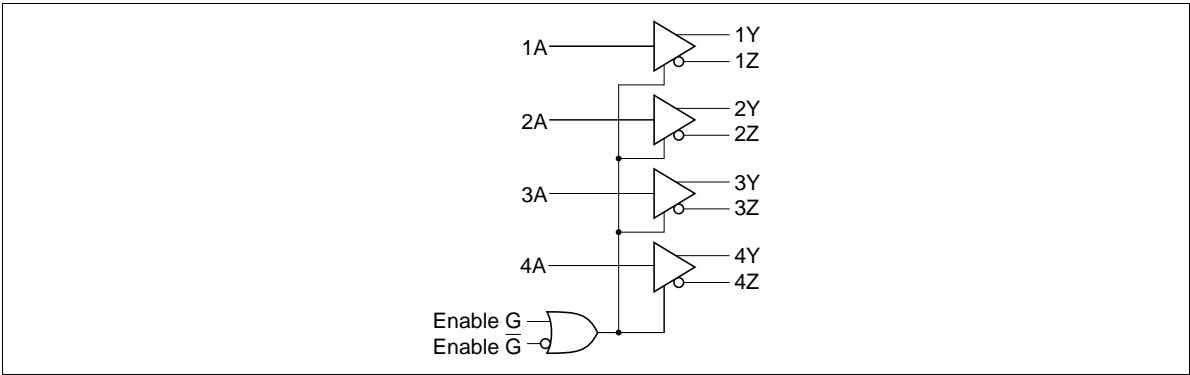 1A
1Y
1Z
2A
2Y
2Z
3A
3Y
3Z
4A
4Y
4Z
Enable G
Enable G̅